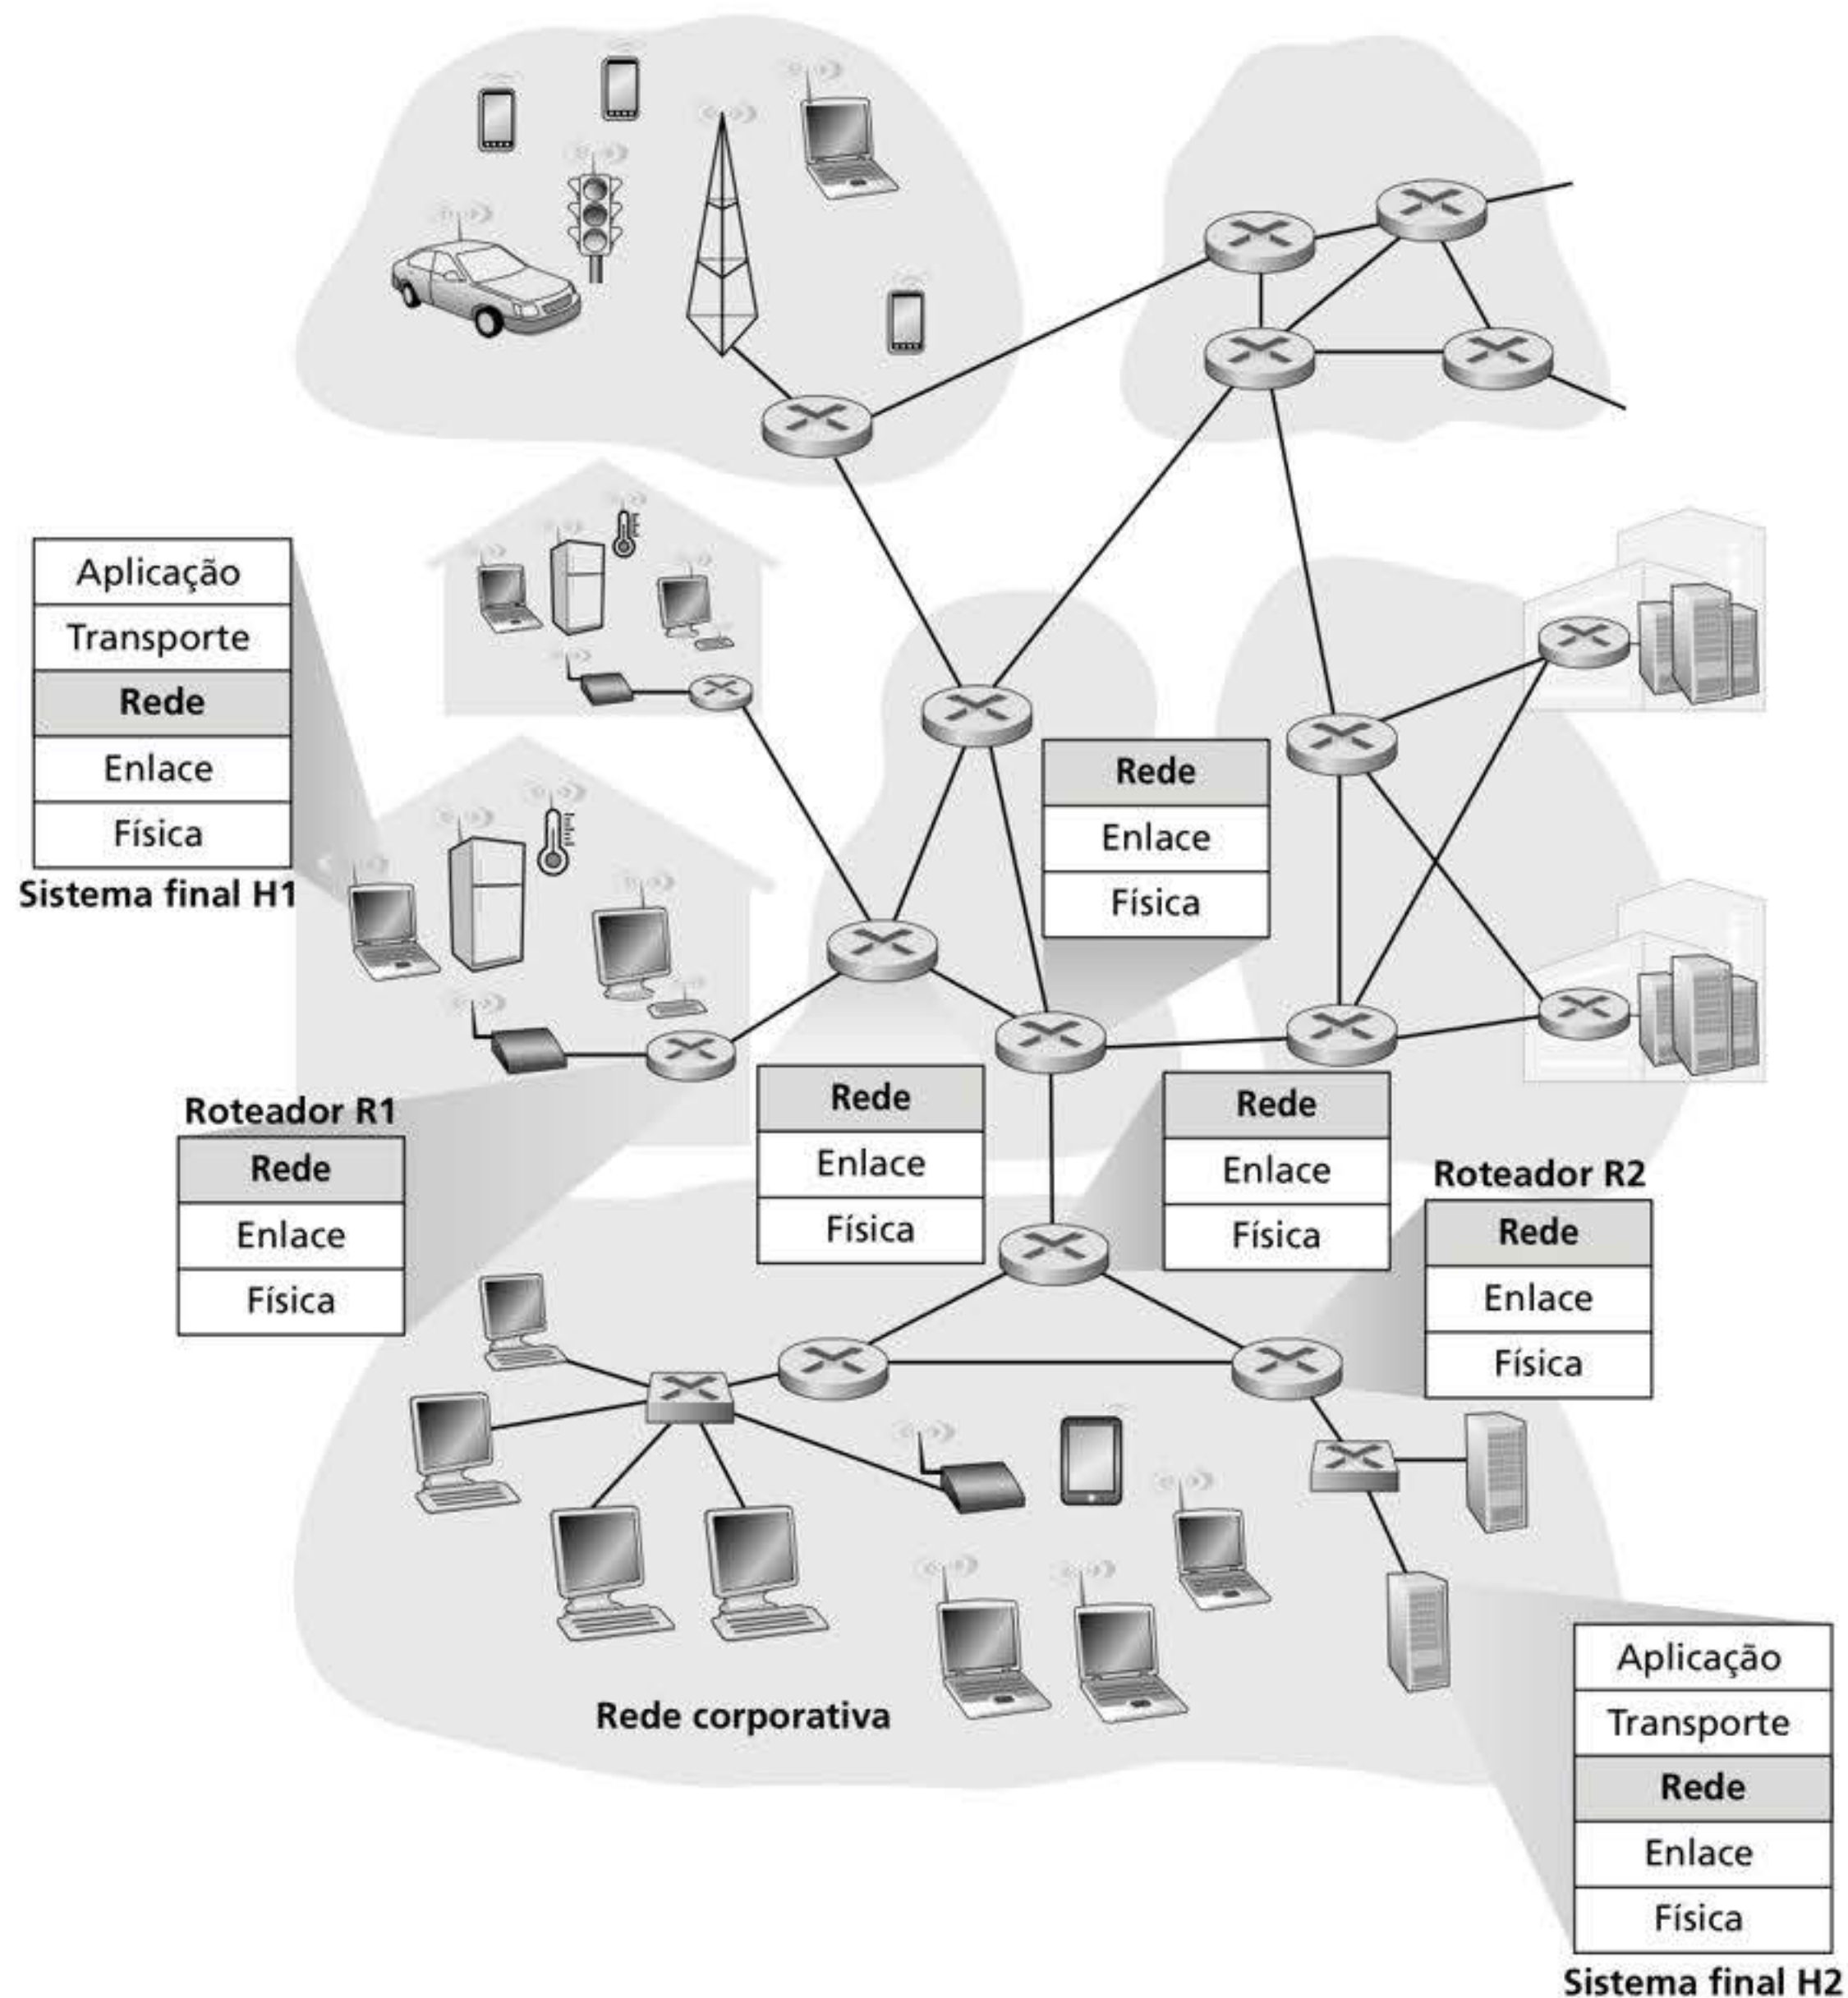 Aplicação
Transporte
Rede
Enlace
Física
Sistema final H1
Rede
Enlace
Física
Roteador R1
Rede
Enlace
Física
Rede
Enlace
Física
Rede
Enlace
Física
Roteador R2
Rede
Enlace
Física
Rede corporativa
Aplicação
Transporte
Rede
Enlace
Física
Sistema final H2